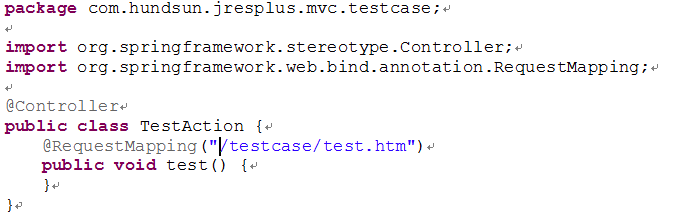 package com.hundsun.jresplus.mvc.testcase;

import org.springframework.stereotype.Controller;
import org.springframework.web.bind.annotation.RequestMapping;

@Controller
public class TestAction {
    @RequestMapping("/testcase/test.htm")
    public void test() {
    }
}